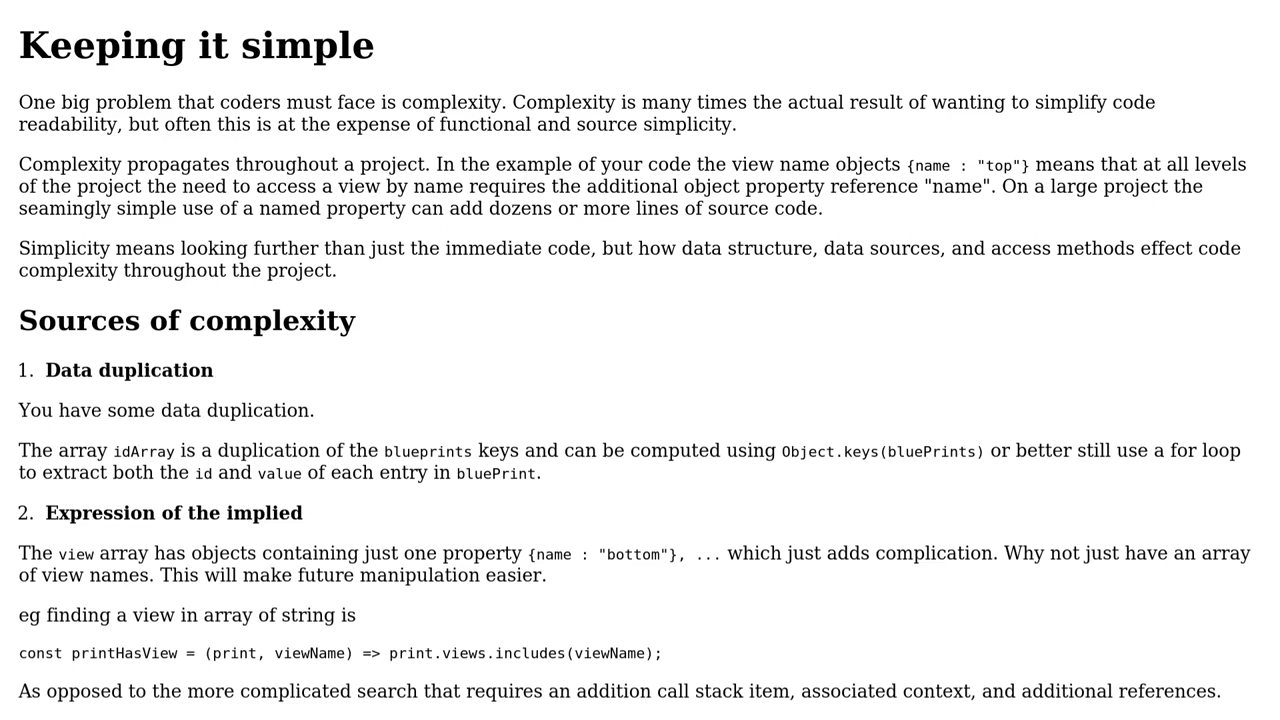 Keeping it simple
One big problem that coders must face is complexity. Complexity is many times the actual result of wanting to simplify code
readability, but often this is at the expense of functional and source simplicity.
Complexity propagates throughout a project. In the example of your code the view name objects {name : "top"} means that at all levels
of the project the need to access a view by name requires the additional object property reference "name". On a large project the
seamingly simple use of a named property can add dozens or more lines of source code.
Simplicity means looking further than just the immediate code, but how data structure, data sources, and access methods effect code
complexity throughout the project.
Sources of complexity
1. Data duplication
You have some data duplication.
The array idArray is a duplication of the blueprints keys and can be computed using Object.keys(bluePrints) or better still use a for loop
to extract both the id and value of each entry in bluePrint.
2. Expression of the implied
The view array has objects containing just one property {name : "bottom"}, ... which just adds complication. Why not just have an array
of view names. This will make future manipulation easier.
eg finding a view in array of string is
const printHasView = (print, viewName) => print.views.includes(viewName);
As opposed to the more complicated search that requires an addition call stack item, associated context, and additional references.